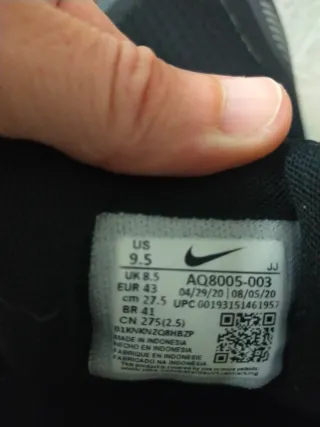 US
9.5
JJ
UK 8.5
AQ8005-003
EUR 43
04/29/20 | 08/05/20
cm 27.5
UPC 00193151461957
BR 41
CN 275(2.5)
MADE IN INDONESIA
HECHO EN INDONESIA
FABRIQUE EN INDONESIE
FABRICADO NA INDONÉSIA